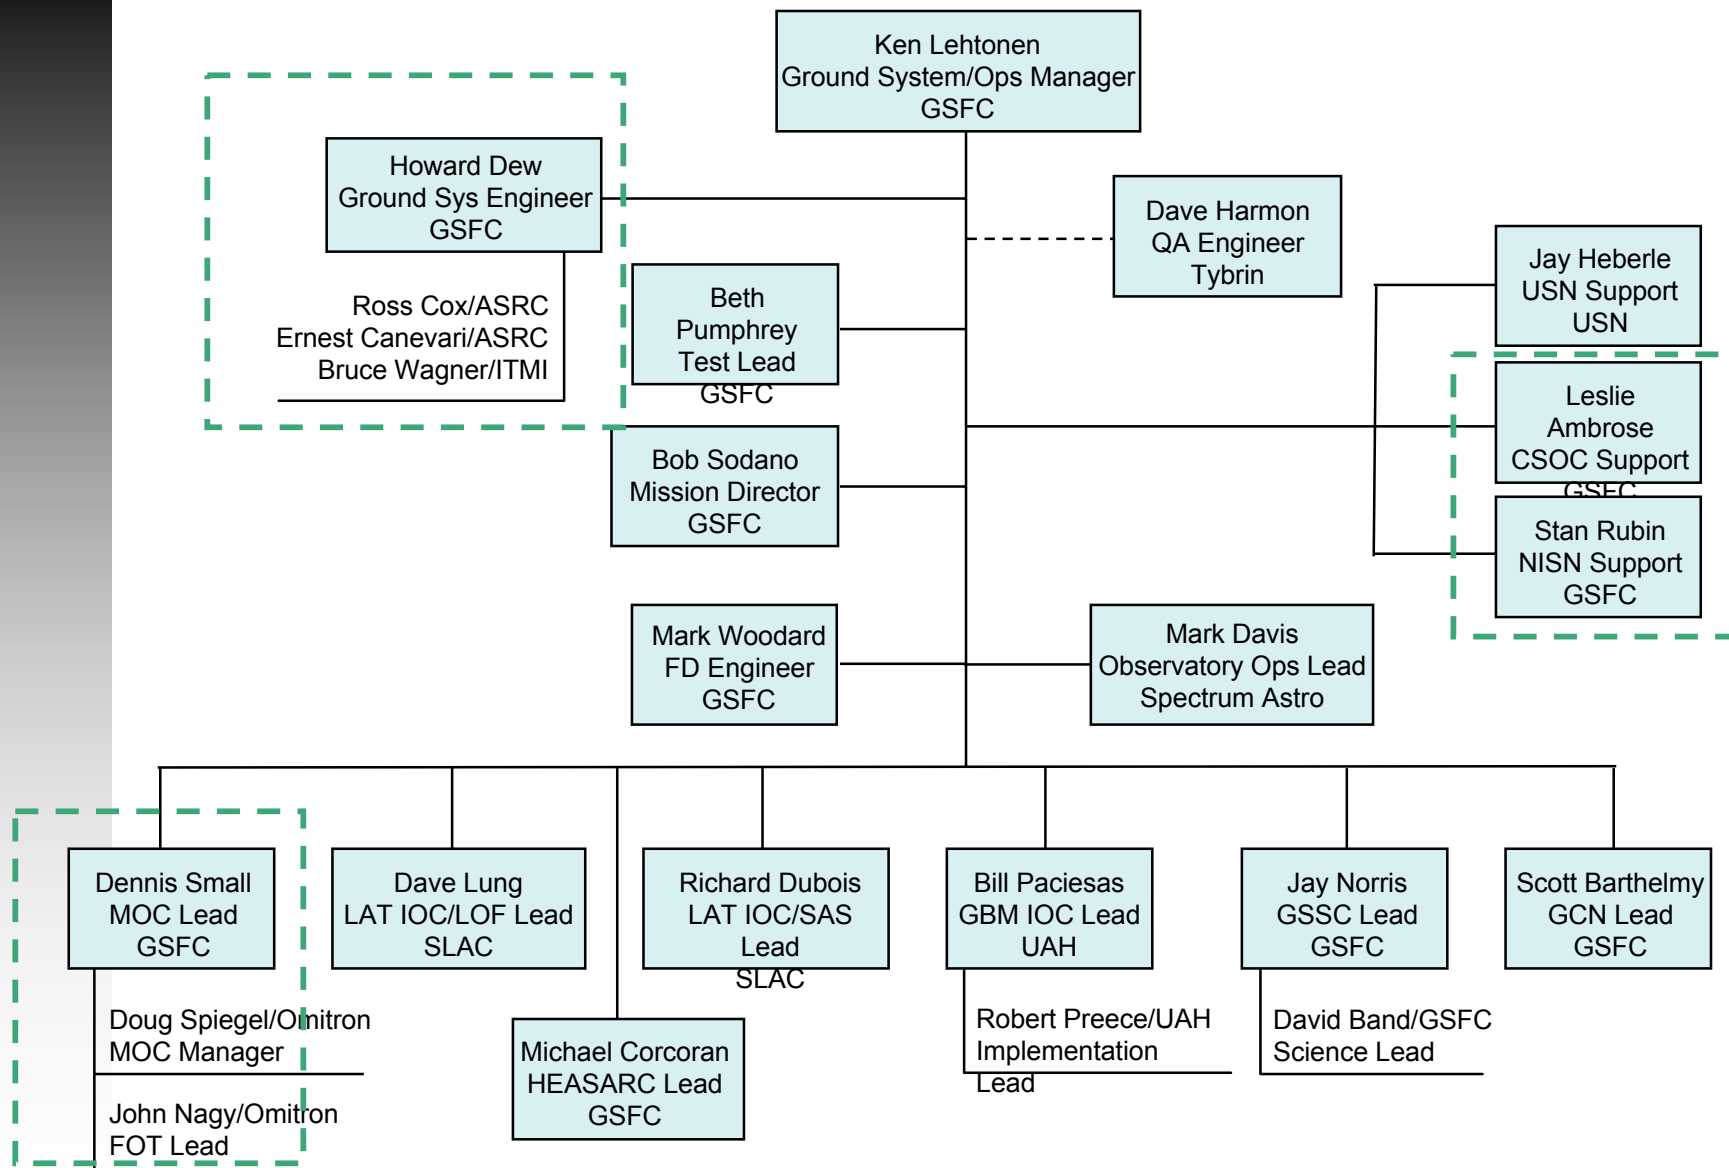 Ken Lehtonen
Ground System/Ops Manager
GSFC
Howard Dew
Ground Sys Engineer
GSFC
Ross Cox/ASRC
Ernest Canevari/ASRC
Bruce Wagner/ITMI
Dave Harmon
QA Engineer
Tybrin
Beth
Pumphrey
Test Lead
GSFC
Jay Heberle
USN Support
USN
Leslie
Ambrose
CSOC Support
GSFC
Bob Sodano
Mission Director
GSFC
Stan Rubin
NISN Support
GSFC
Mark Woodard
FD Engineer
GSFC
Mark Davis
Observatory Ops Lead
Spectrum Astro
Dennis Small
MOC Lead
GSFC
Doug Spiegel/Omitron
MOC Manager
John Nagy/Omitron
FOT Lead
Dave Lung
LAT IOC/LOF Lead
SLAC
Michael Corcoran
HEASARC Lead
GSFC
Richard Dubois
LAT IOC/SAS
Lead
SLAC
Bill Paciesas
GBM IOC Lead
UAH
Robert Preece/UAH
Implementation
Lead
Jay Norris
GSSC Lead
GSFC
David Band/GSFC
Science Lead
Scott Barthelmy
GCN Lead
GSFC